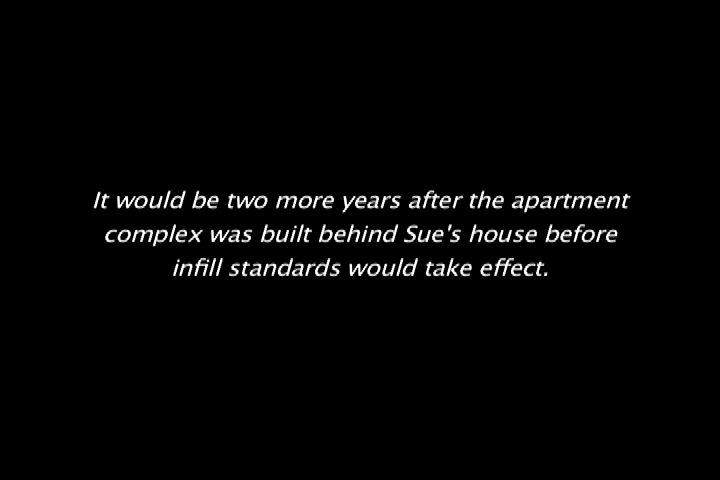 It would be two more years after the apartment
complex was built behind Sue's house before
infill standards would take effect.